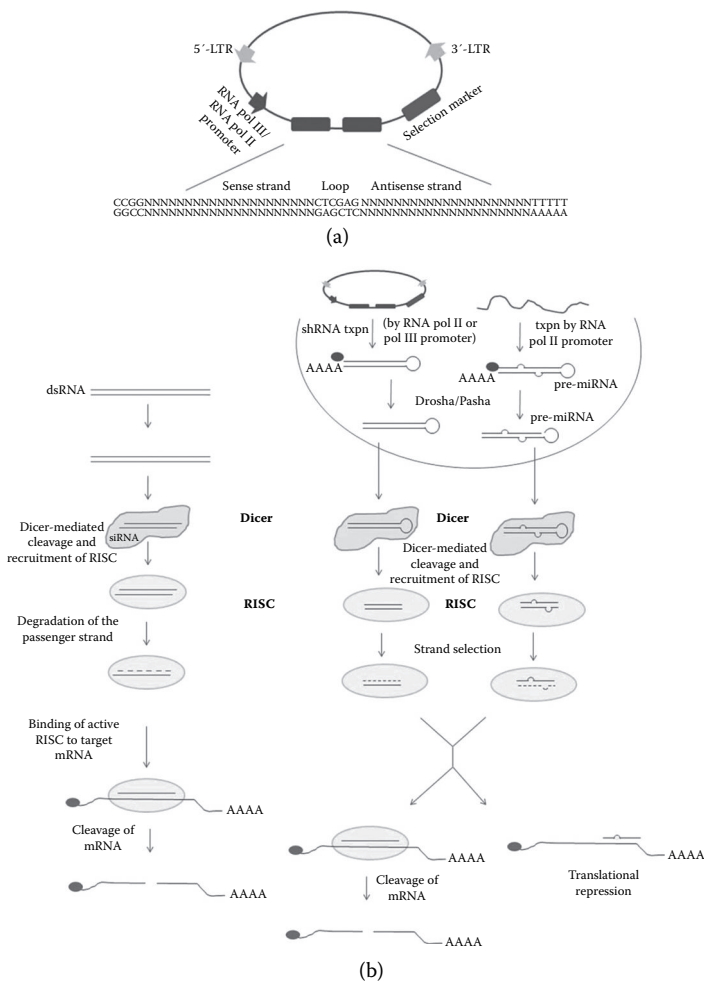 5´-LTR
3´-LTR
RNA pol III/
RNA pol II
promoter
Selection marker
Sense strand Loop Antisense strand
CCGGNNNNNNNNNNNNNNNNNNNNNCTCGAG NNNNNNNNNNNNNNNNNNNNNTTTTT
GGCCNNNNNNNNNNNNNNNNNNNNNGAGCTCNNNNNNNNNNNNNNNNNNNNNAAAAA
(a)
shRNA txpn
(by RNA pol II or
pol III promoter)
txpn by RNA
pol II promoter
AAAA
AAAA
pre-miRNA
dsRNA
Drosha/Pasha
pre-miRNA
Dicer
Dicer
siRNA
Dicer-mediated
cleavage and
recruitment of RISC
Dicer-mediated
cleavage and
recruitment of RISC
RISC
RISC
Degradation of the
passenger strand
Strand selection
Binding of active
RISC to target
mRNA
AAAA
Cleavage of
mRNA
AAAA
AAAA
AAAA
Cleavage of
mRNA
Translational
repression
AAAA
(b)